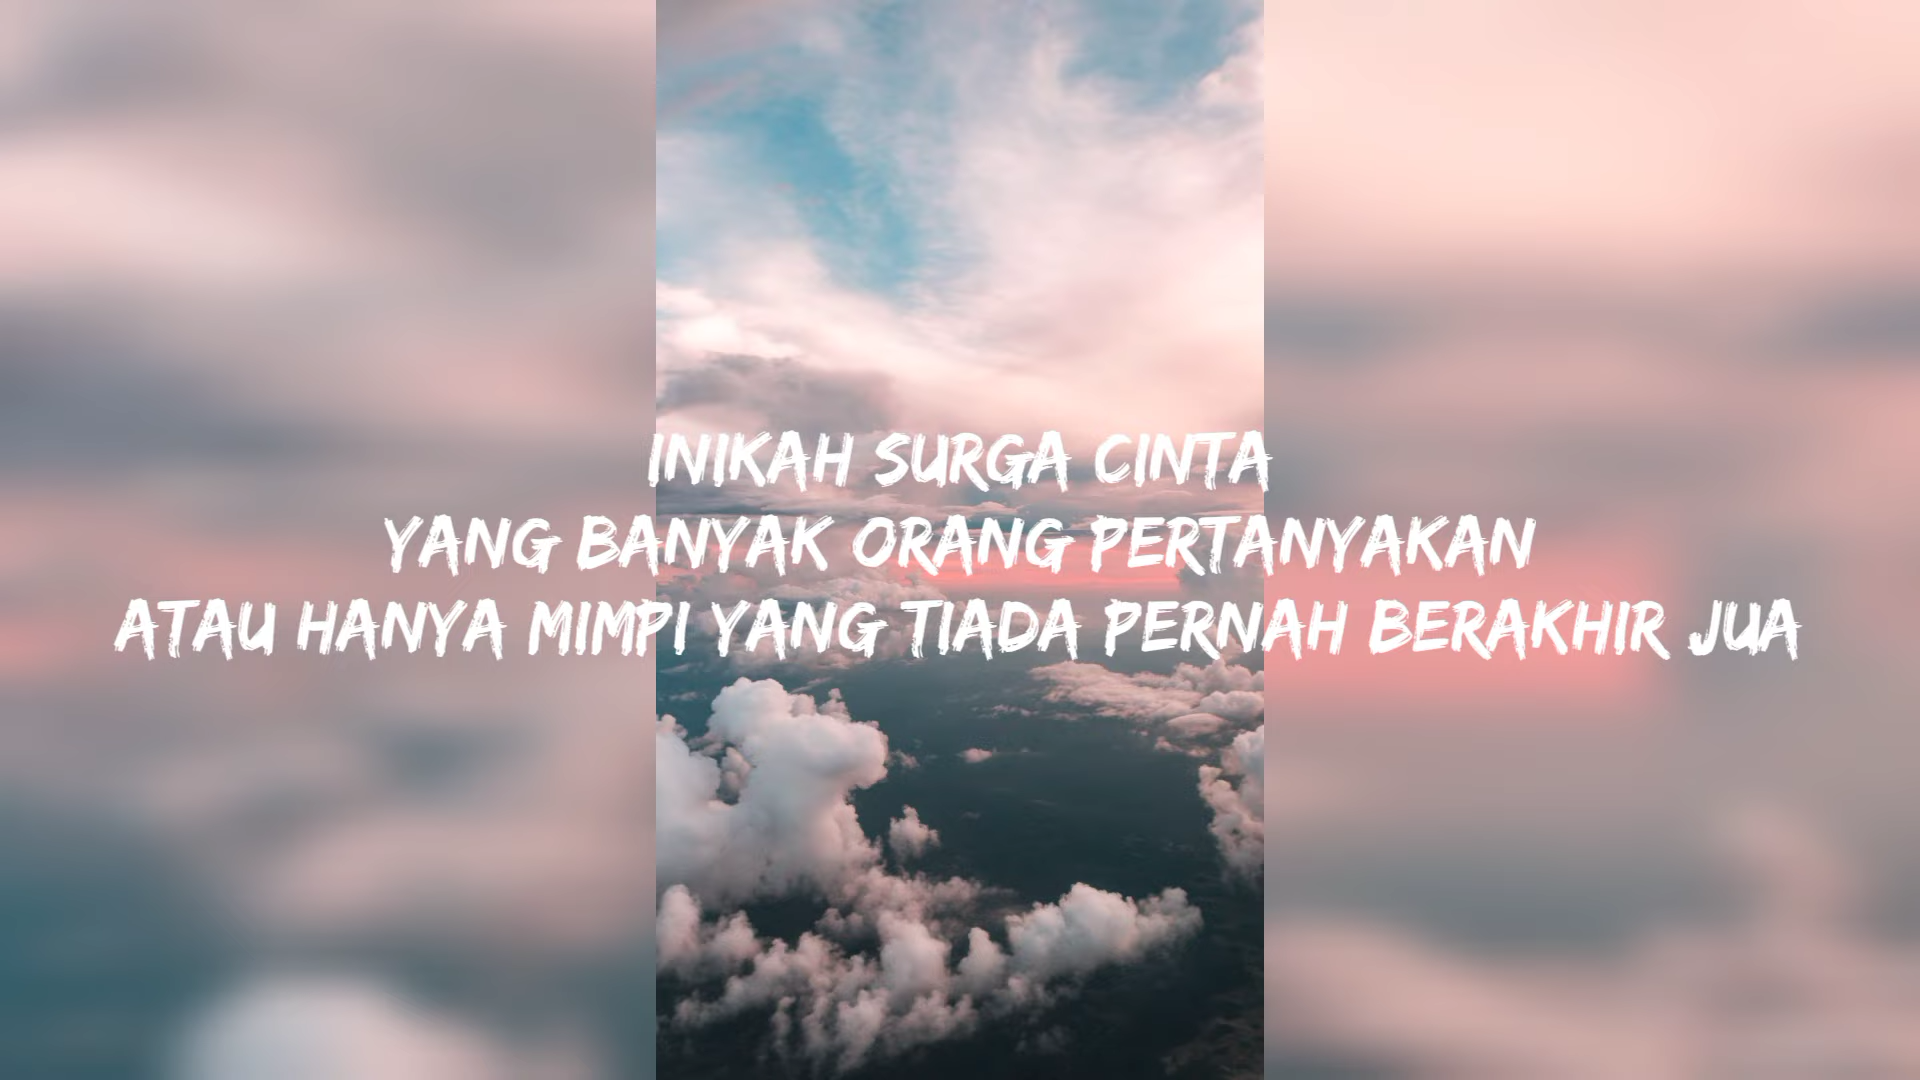 INIKAH SURGA CINTA
YANG BANYAK ORANG PERTANYAKAN
ATAU HANYA MIMPI YANG TIADA PERNAH BERAKHIR JUA